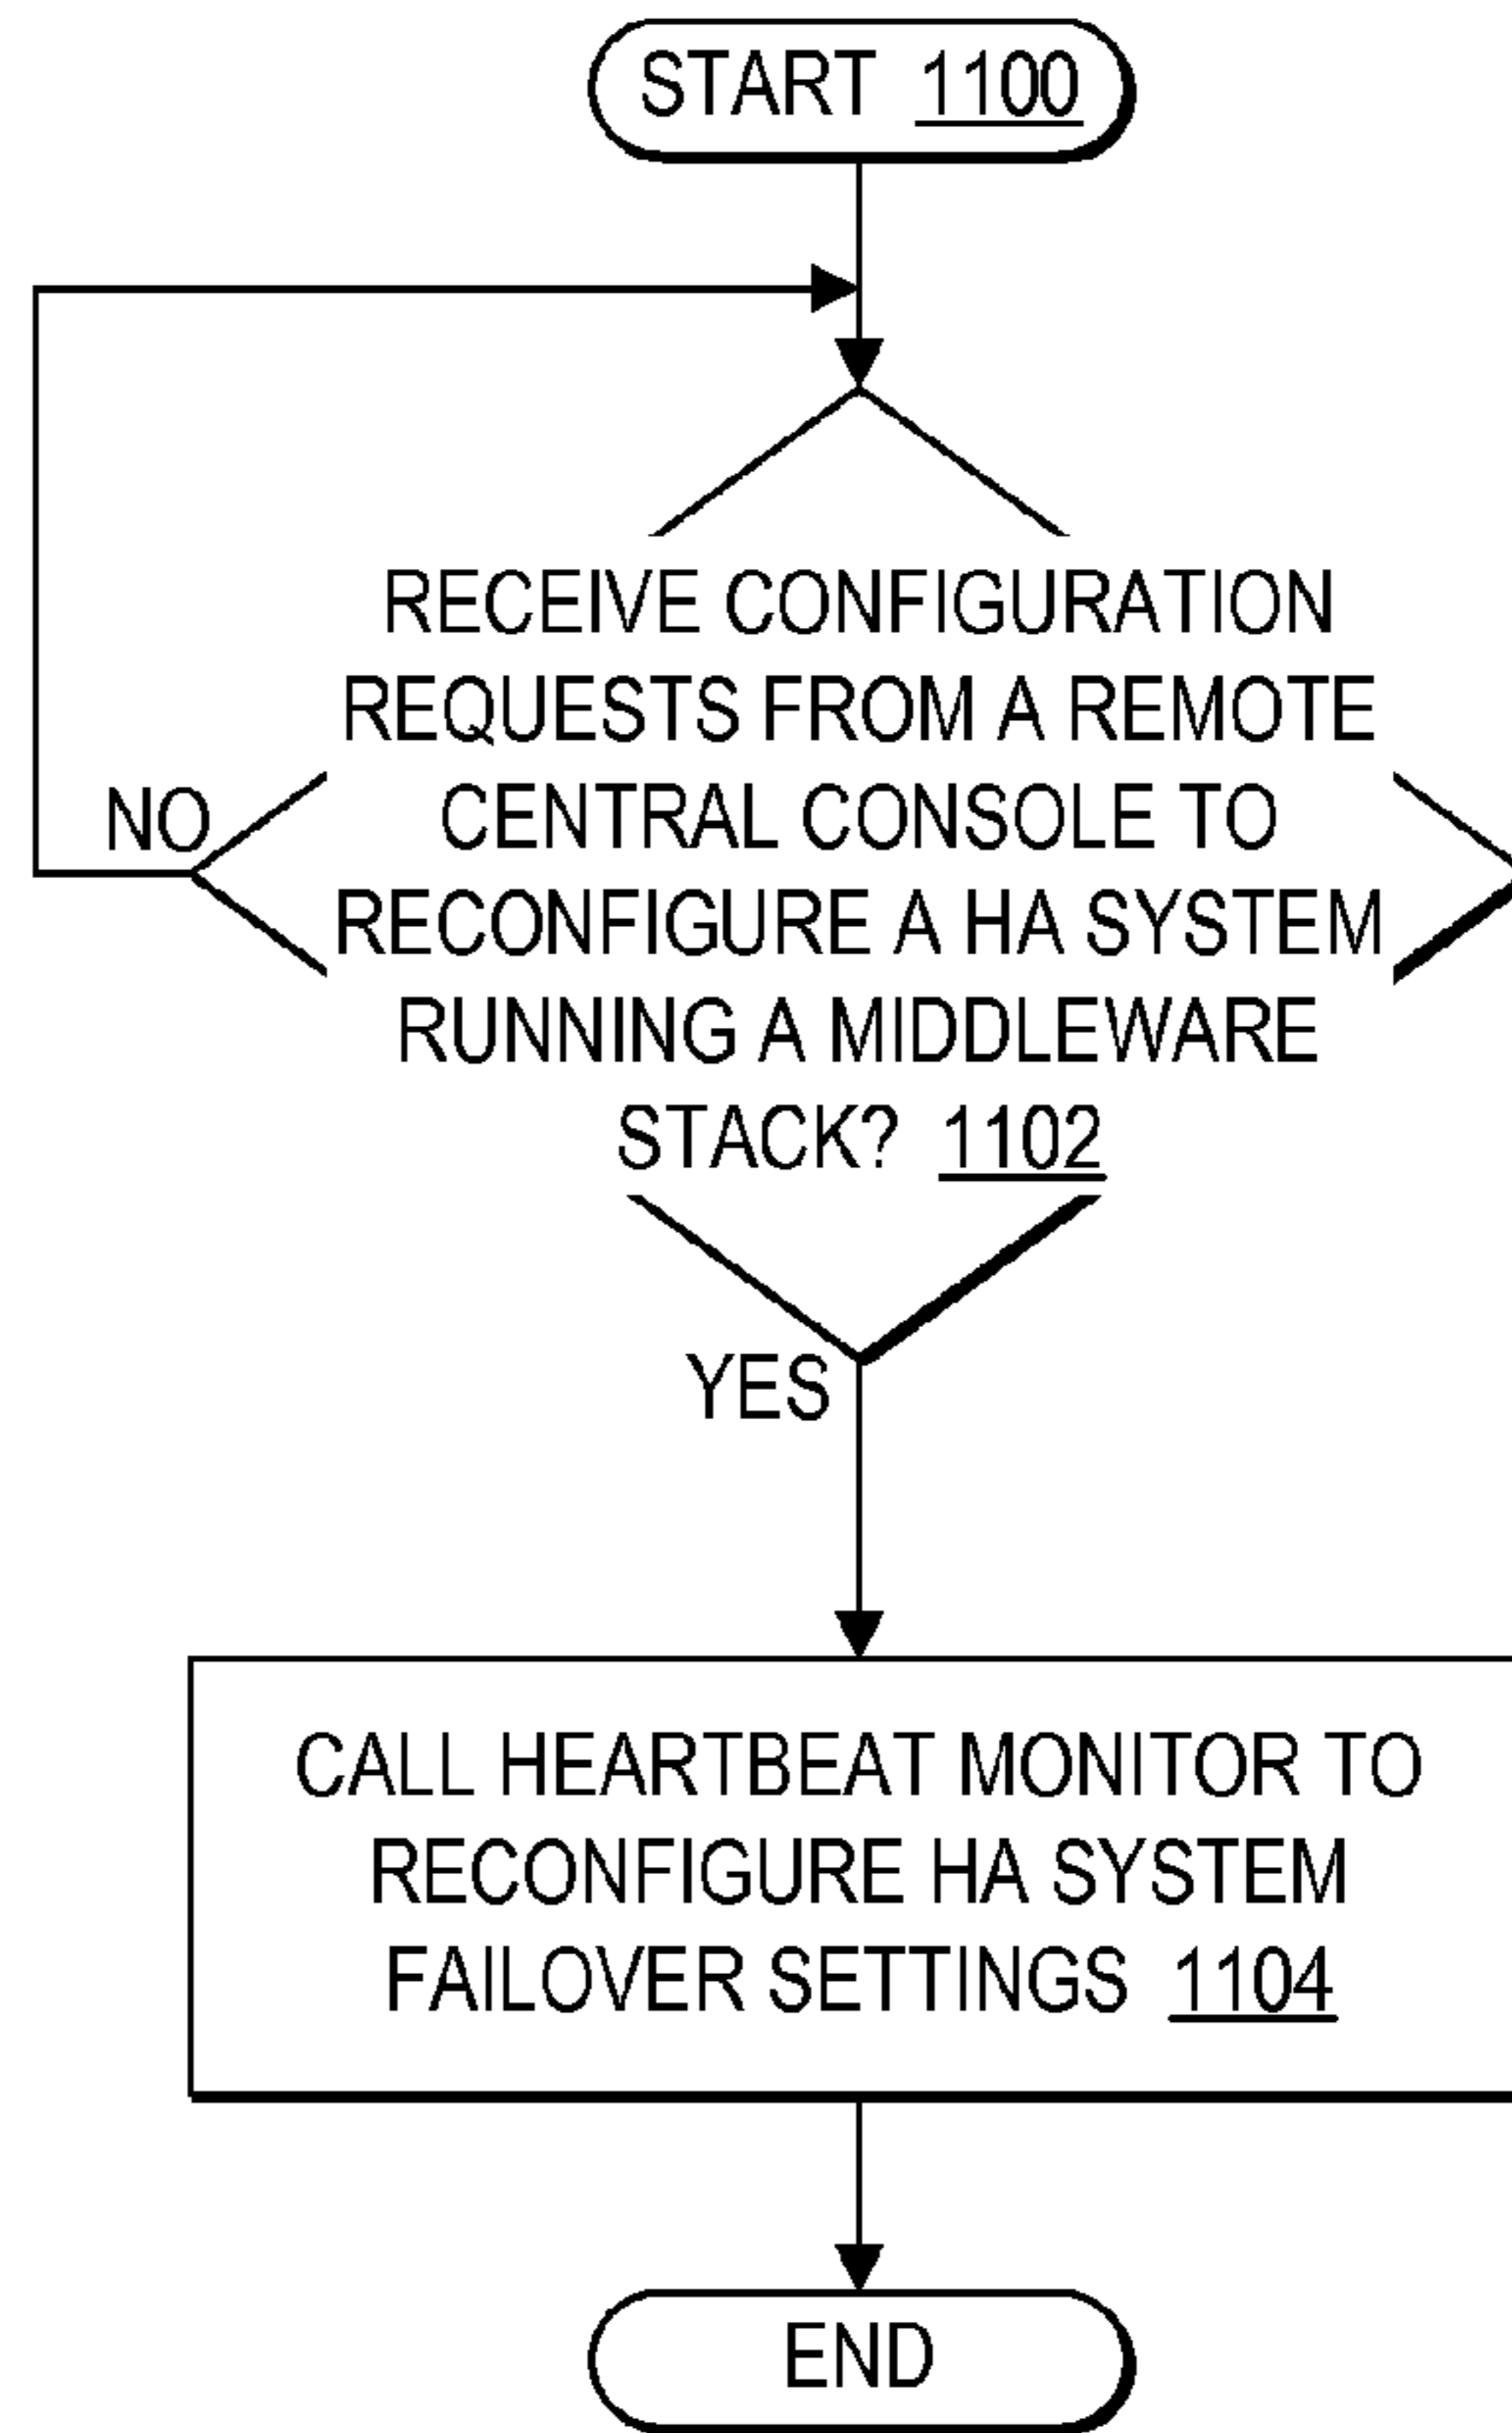 START 1100
RECEIVE CONFIGURATION
REQUESTS FROM A REMOTE
CENTRAL CONSOLE TO
RECONFIGURE A HA SYSTEM
RUNNING A MIDDLEWARE
STACK? 1102
NO
YES
CALL HEARTBEAT MONITOR TO
RECONFIGURE HA SYSTEM
FAILOVER SETTINGS 1104
END